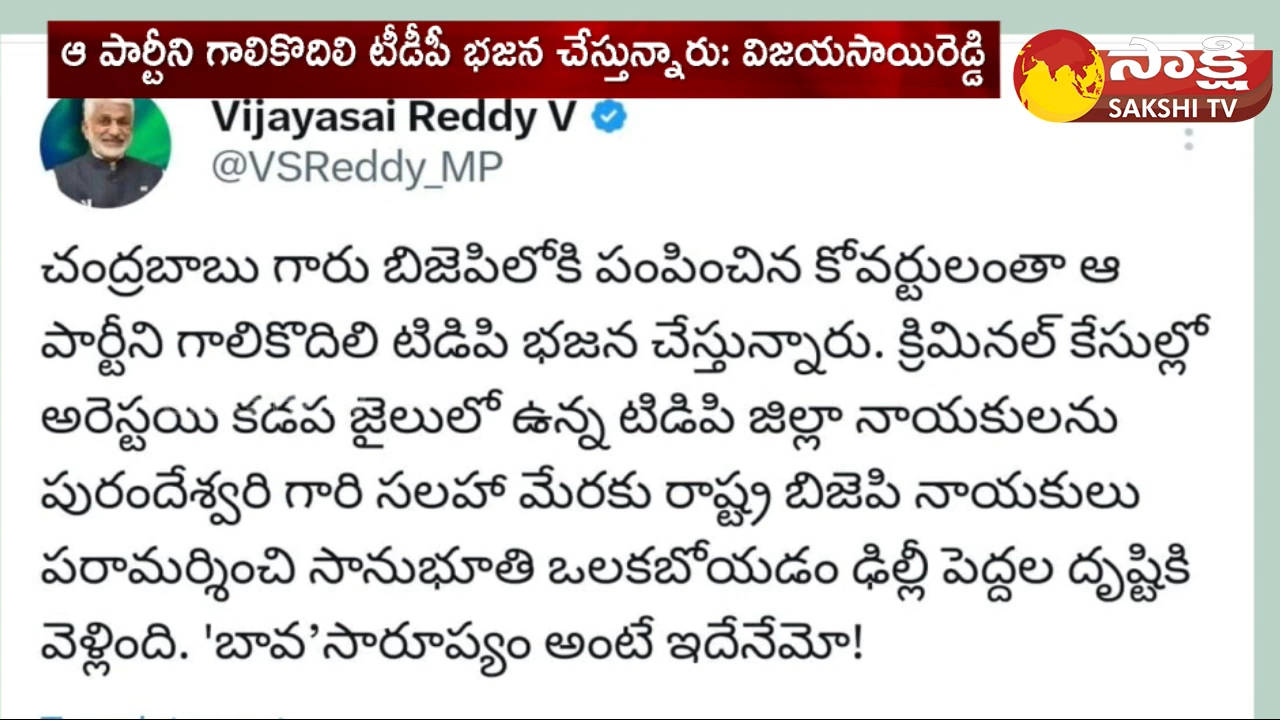 ఆ పార్టీని గాలికొదిలి టీడీపీ భజన చేస్తున్నారు: విజయసాయిరెడ్డి
సాక్షి
SAKSHI TV
Vijayasai Reddy V
@VSReddy_MP
చంద్రబాబు గారు బిజెపిలోకి పంపించిన కోవర్టులంతా ఆ
పార్టీని గాలికొదిలి టిడిపి భజన చేస్తున్నారు. క్రిమినల్ కేసుల్లో
అరెస్టయి కడప జైలులో ఉన్న టిడిపి జిల్లా నాయకులను
పురందేశ్వరి గారి సలహా మేరకు రాష్ట్ర బిజెపి నాయకులు
పరామర్శించి సానుభూతి ఒలకబోయడం ఢిల్లీ పెద్దల దృష్టికి
వెళ్లింది. 'బావ’సారూప్యం అంటే ఇదేనేమో!